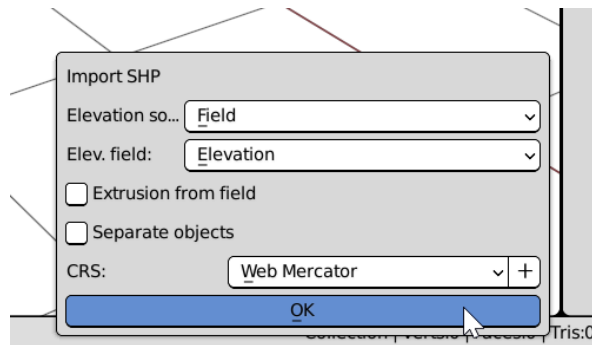 Import SHP
Elevation so... Field
Elev. field: Elevation
Extrusion from field
Separate objects
CRS: Web Mercator +
OK
Tris:0